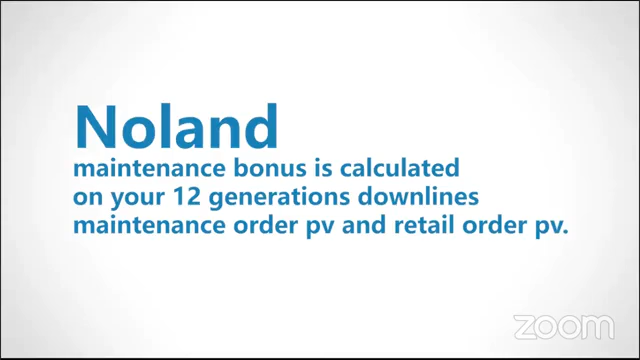 Noland
maintenance bonus is calculated
on your 12 generations downlines
maintenance order pv and retail order pv.
zoom